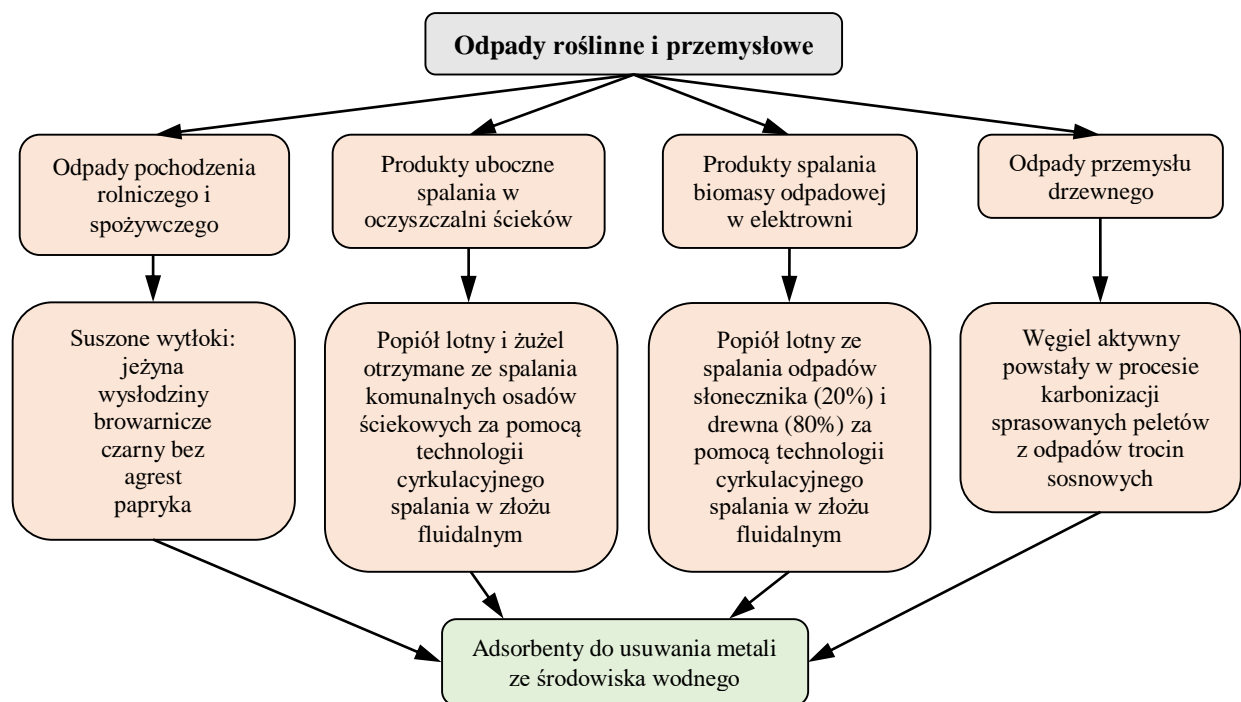 Odpady roślinne i przemysłowe
Odpady pochodzenia
rolniczego i
spożywczego
Produkty uboczne
spalania w
oczyszczalni ścieków
Produkty spalania
biomasy odpadowej
w elektrowni
Odpady przemysłu
drzewnego
Suszone wytłoki:
jeżyna
wysłodziny
browarnicze
czarny bez
agrest
papryka
Popiół lotny i żużel
otrzymane ze spalania
komunalnych osadów
ściekowych za pomocą
technologii
cyrkulacyjnego
spalania w złożu
fluidalnym
Popiół lotny ze
spalania odpadów
słonecznika (20%) i
drewna (80%) za
pomocą technologii
cyrkulacyjnego
spalania w złożu
fluidalnym
Węgiel aktywny
powstały w procesie
karbonizacji
sprasowanych peletów
z odpadów trocin
sosnowych
Adsorbenty do usuwania metali
ze środowiska wodnego